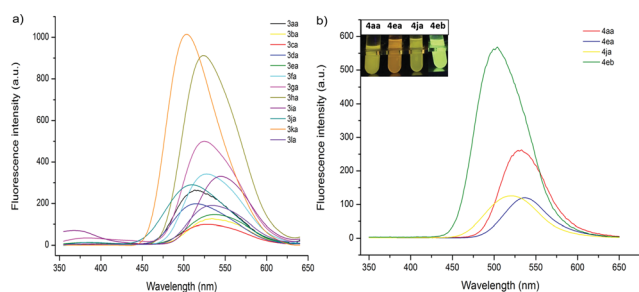 a)
Fluorescence intensity (a.u.)
1000
800
600
400
200
0
350
400
450
500
550
600
650
Wavelength (nm)
3aa
3ba
3ca
3da
3ea
3fa
3ga
3ha
3ia
3ja
3ka
3la
b)
Fluorescence intensity (a.u.)
600
500
400
300
200
100
0
350
400
450
500
550
600
650
Wavelength (nm)
4aa 4ea 4ja 4eb
4aa
4ea
4ja
4eb